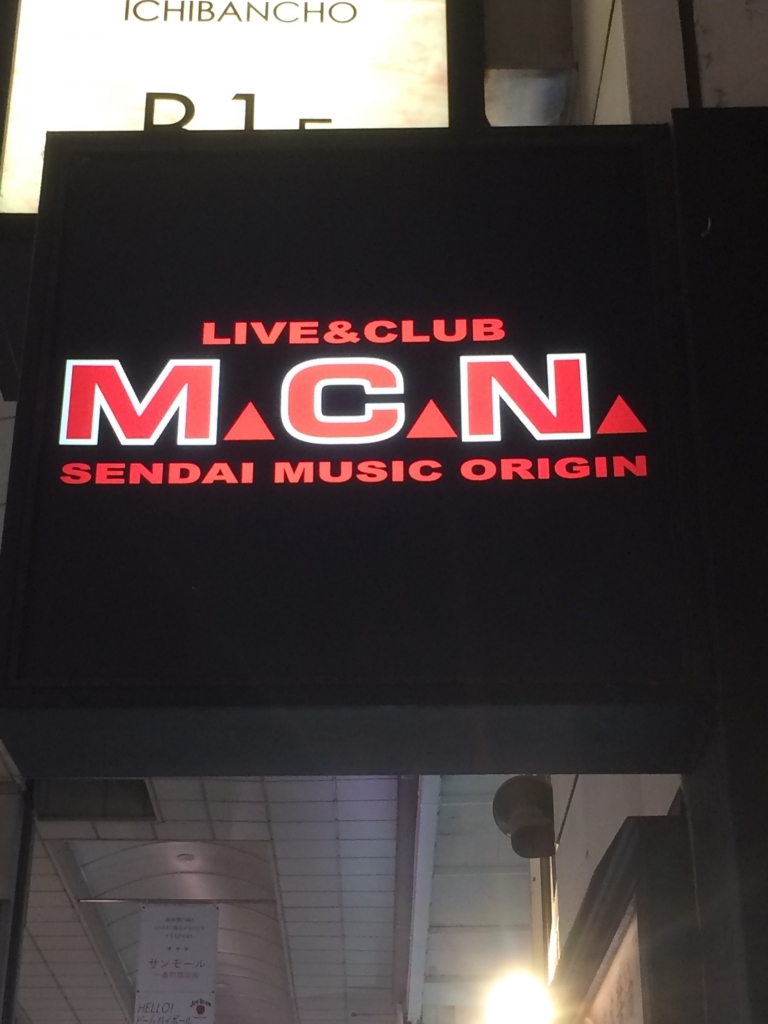 ICHIBANCHO
LIVE&CLUB
M▲C▲N▲
SENDAI MUSIC ORIGIN
サンモール
HELLO!